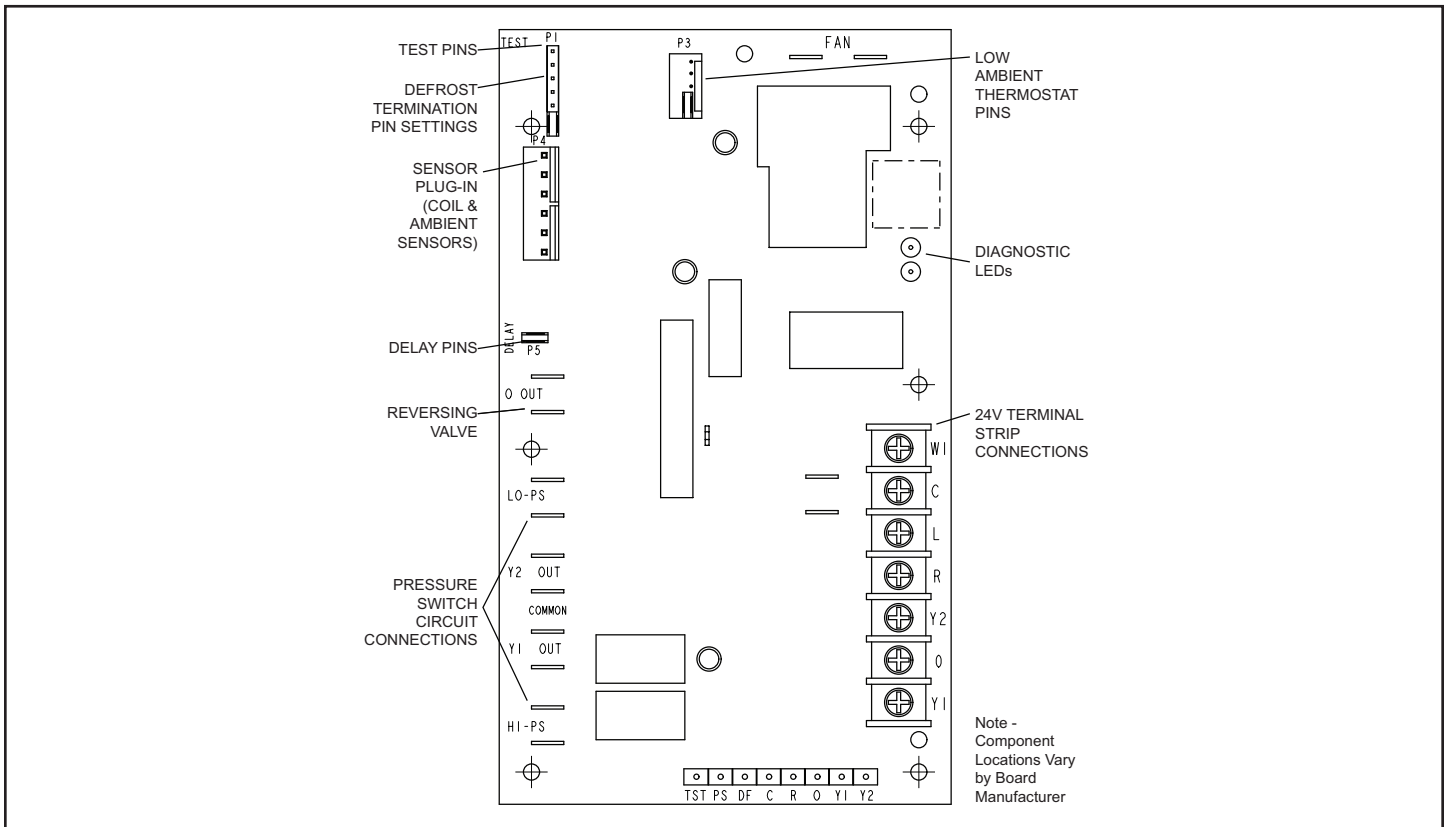 TEST
P1
P3
FAN
TEST PINS
DEFROST
TERMINATION
PIN SETTINGS
LOW
AMBIENT
THERMOSTAT
PINS
P4
SENSOR
PLUG-IN
(COIL &
AMBIENT
SENSORS)
DIAGNOSTIC
LEDs
DELAY
DELAY PINS
P5
O OUT
REVERSING
VALVE
24V TERMINAL
STRIP
CONNECTIONS
W1
C
L
R
Y2
O
Y1
LO-PS
Y2 OUT
COMMON
Y1 OUT
HI-PS
PRESSURE
SWITCH
CIRCUIT
CONNECTIONS
Note -
Component
Locations Vary
by Board
Manufacturer
TST PS DF C R O Y1 Y2